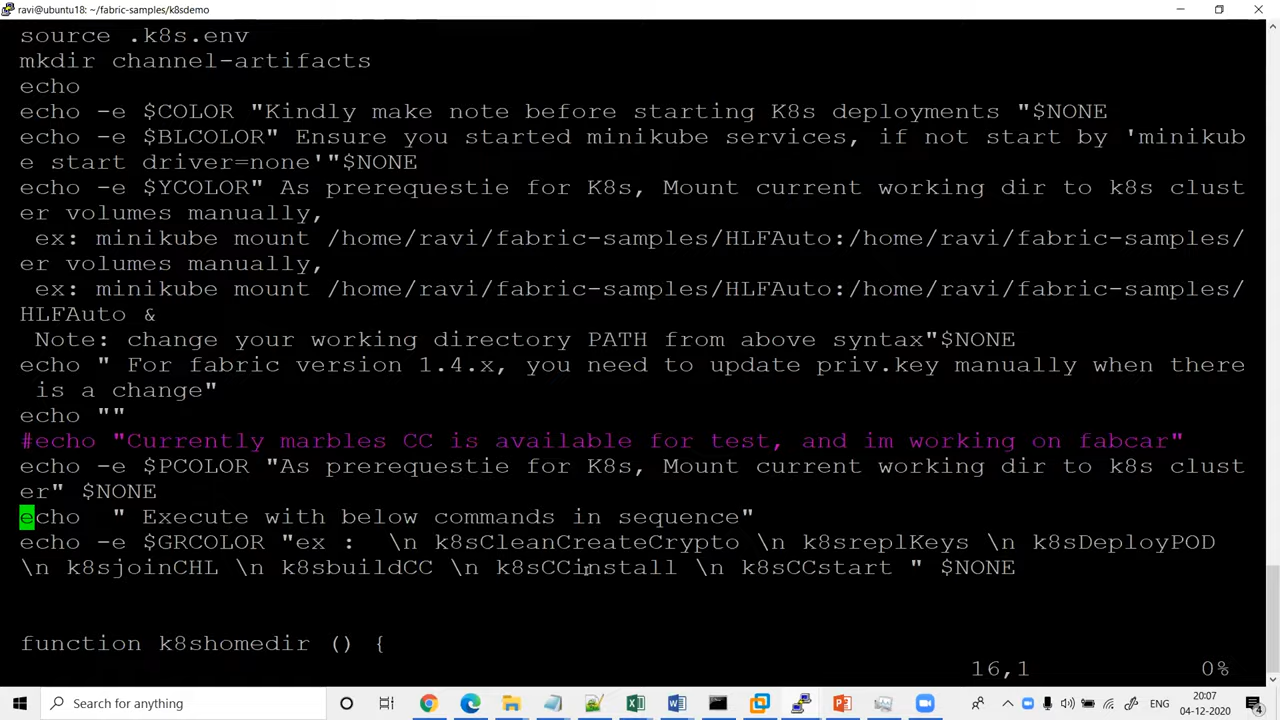 ravi@ubuntu18: ~/fabric-samples/k8sdemo
source .k8s.env
mkdir channel-artifacts
echo
echo -e $COLOR "Kindly make note before starting K8s deployments "$NONE
echo -e $BLCOLOR" Ensure you started minikube services, if not start by 'minikub
e start driver=none'"$NONE
echo -e $YCOLOR" As prerequestie for K8s, Mount current working dir to k8s clust
er volumes manually,
 ex: minikube mount /home/ravi/fabric-samples/HLFAuto:/home/ravi/fabric-samples/
er volumes manually,
 ex: minikube mount /home/ravi/fabric-samples/HLFAuto:/home/ravi/fabric-samples/
HLFAuto &
 Note: change your working directory PATH from above syntax"$NONE
echo " For fabric version 1.4.x, you need to update priv.key manually when there
 is a change"
echo ""
#echo "Currently marbles CC is available for test, and im working on fabcar"
echo -e $PCOLOR "As prerequestie for K8s, Mount current working dir to k8s clust
er" $NONE
echo  " Execute with below commands in sequence"
echo -e $GRCOLOR "ex :  \n k8sCleanCreateCrypto \n k8sreplKeys \n k8sDeployPOD
\n k8sjoinCHL \n k8sbuildCC \n k8sCCinstall \n k8sCCstart " $NONE
function k8shomedir () {
16,1 0%
Search for anything
ENG
20:07
04-12-2020
4